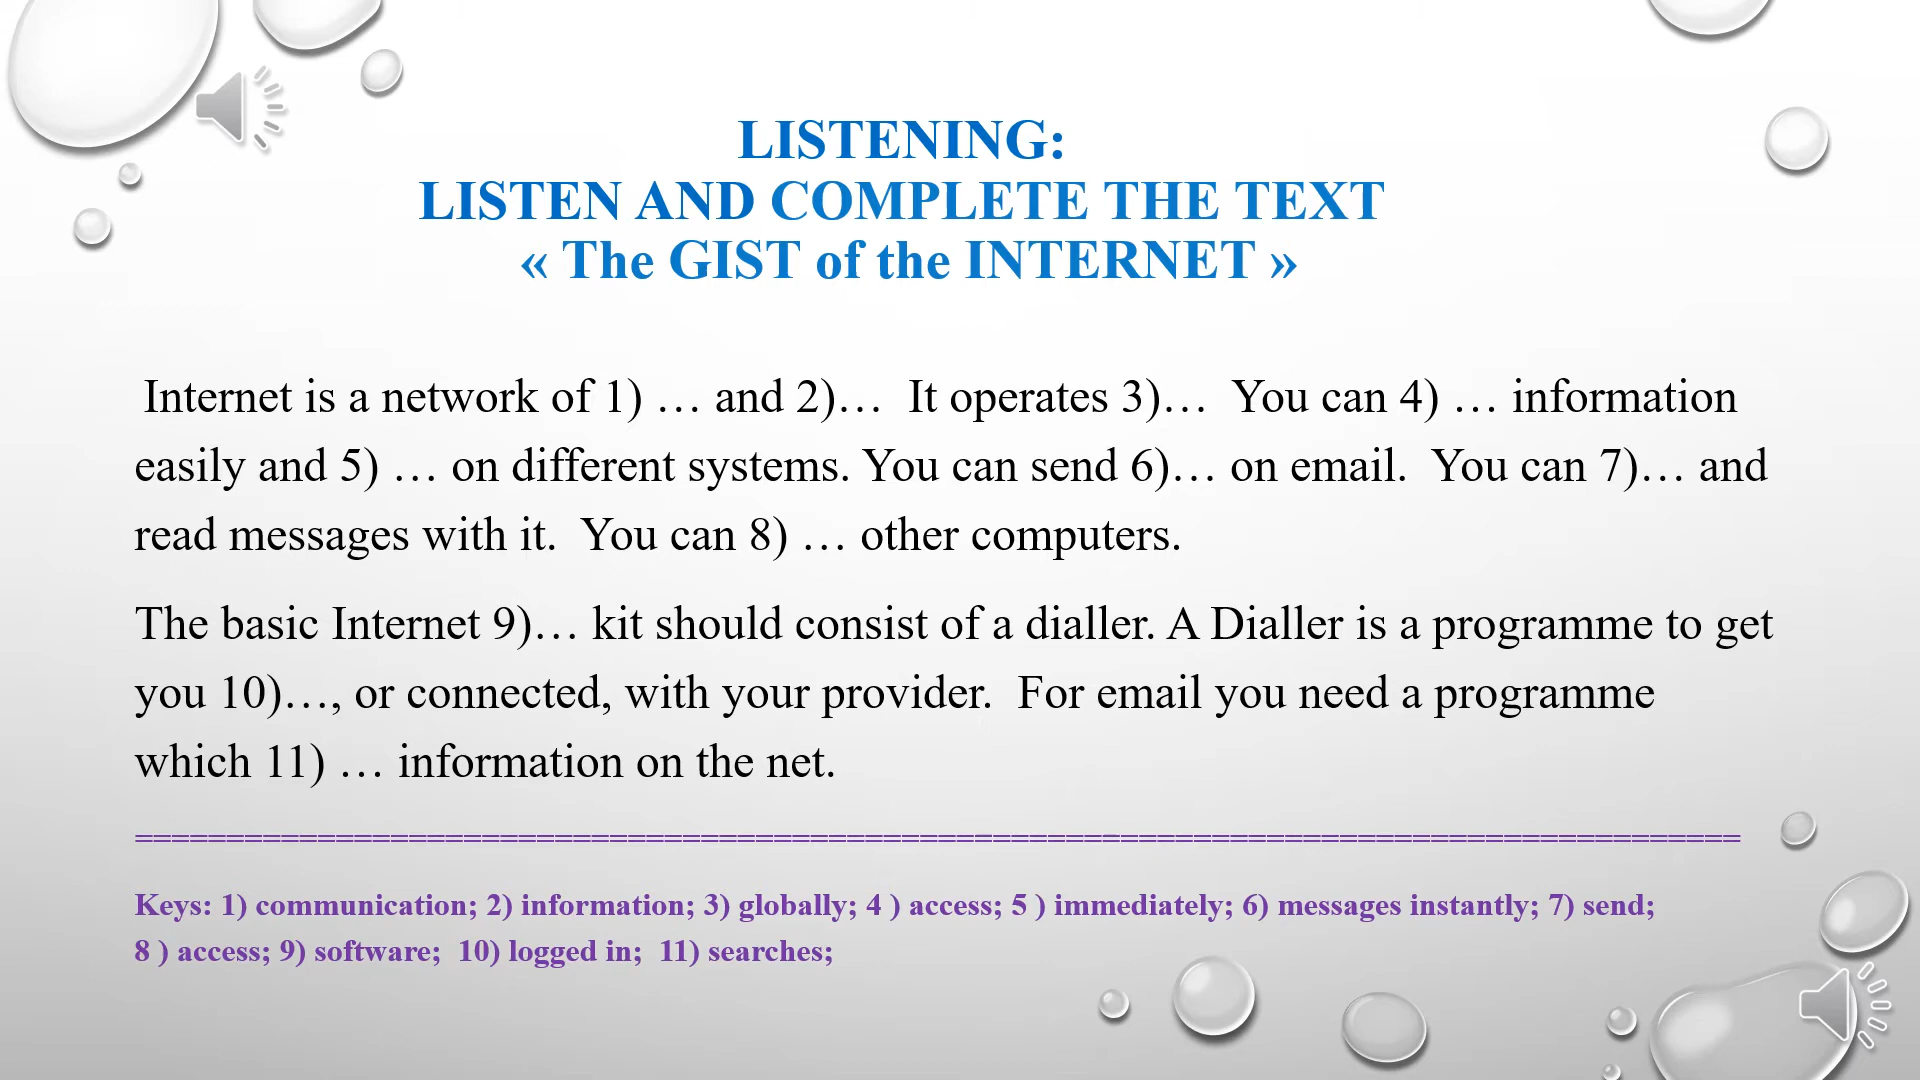 LISTENING:
LISTEN AND COMPLETE THE TEXT
« The GIST of the INTERNET »
Internet is a network of 1) … and 2)…  It operates 3)…  You can 4) … information
easily and 5) … on different systems. You can send 6)… on email.  You can 7)… and
read messages with it.  You can 8) … other computers.
The basic Internet 9)… kit should consist of a dialler. A Dialler is a programme to get
you 10)…, or connected, with your provider.  For email you need a programme
which 11) … information on the net.
========================================================================================
Keys: 1) communication; 2) information; 3) globally; 4 ) access; 5 ) immediately; 6) messages instantly; 7) send;
8 ) access; 9) software;  10) logged in;  11) searches;